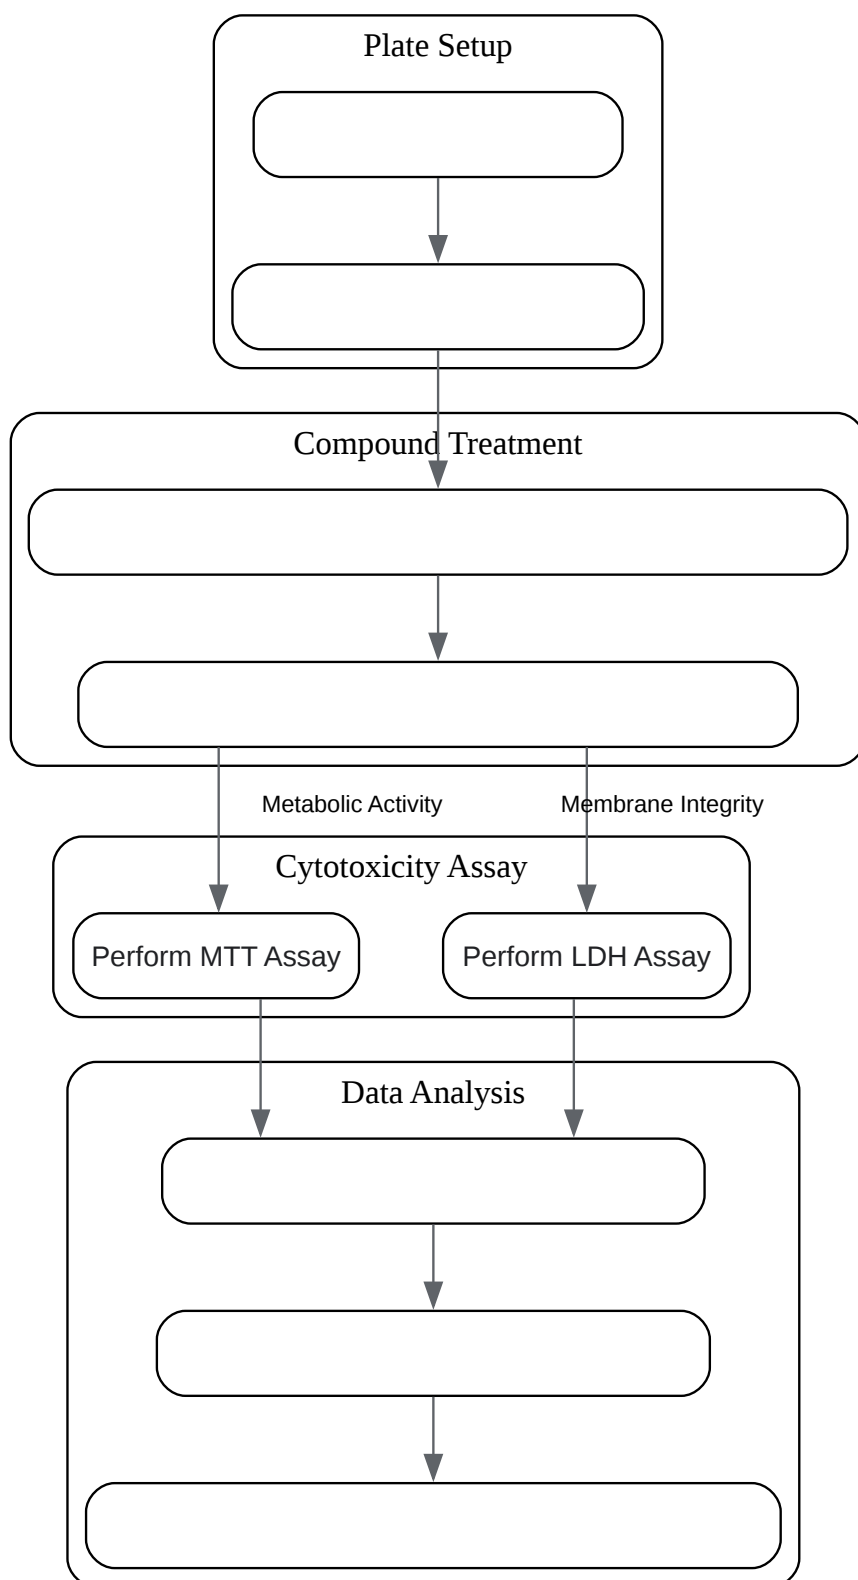 Plate Setup
Compound Treatment
Metabolic Activity
Membrane Integrity
Cytotoxicity Assay
Perform MTT Assay
Perform LDH Assay
Data Analysis